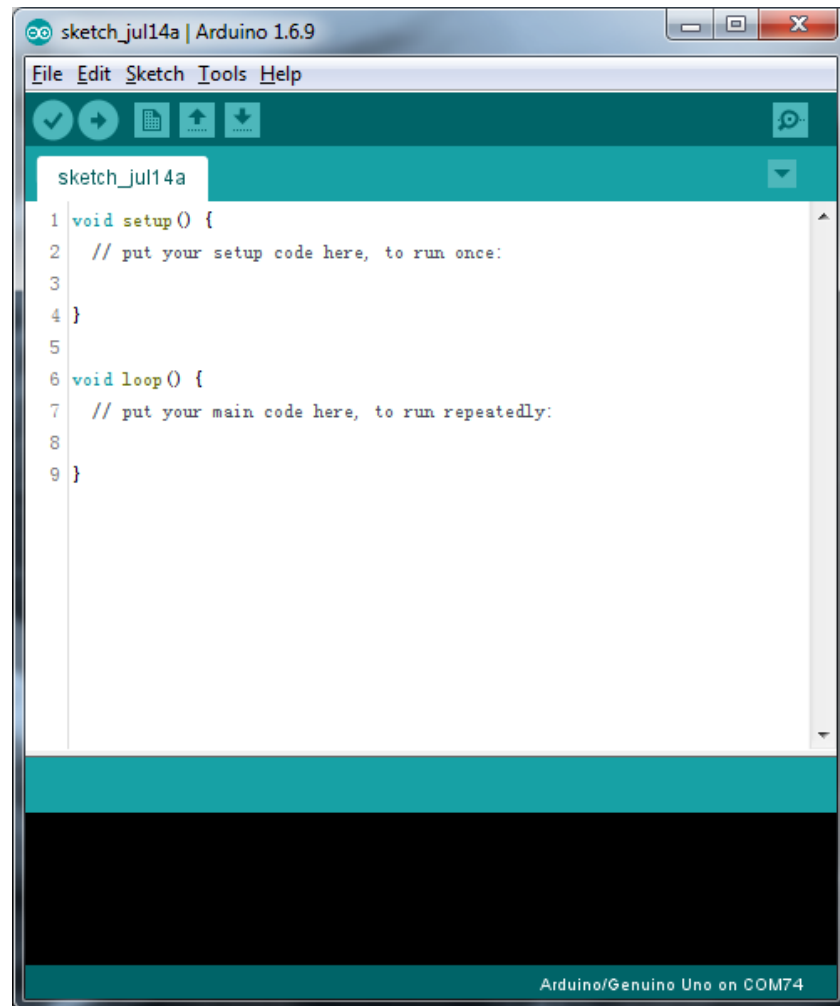 sketch_jul14a | Arduino 1.6.9
File Edit Sketch Tools Help
sketch_jul14a
1 void setup() {
2   // put your setup code here, to run once:
3
4 }
5
6 void loop() {
7   // put your main code here, to run repeatedly:
8
9 }
Arduino/Genuino Uno on COM74